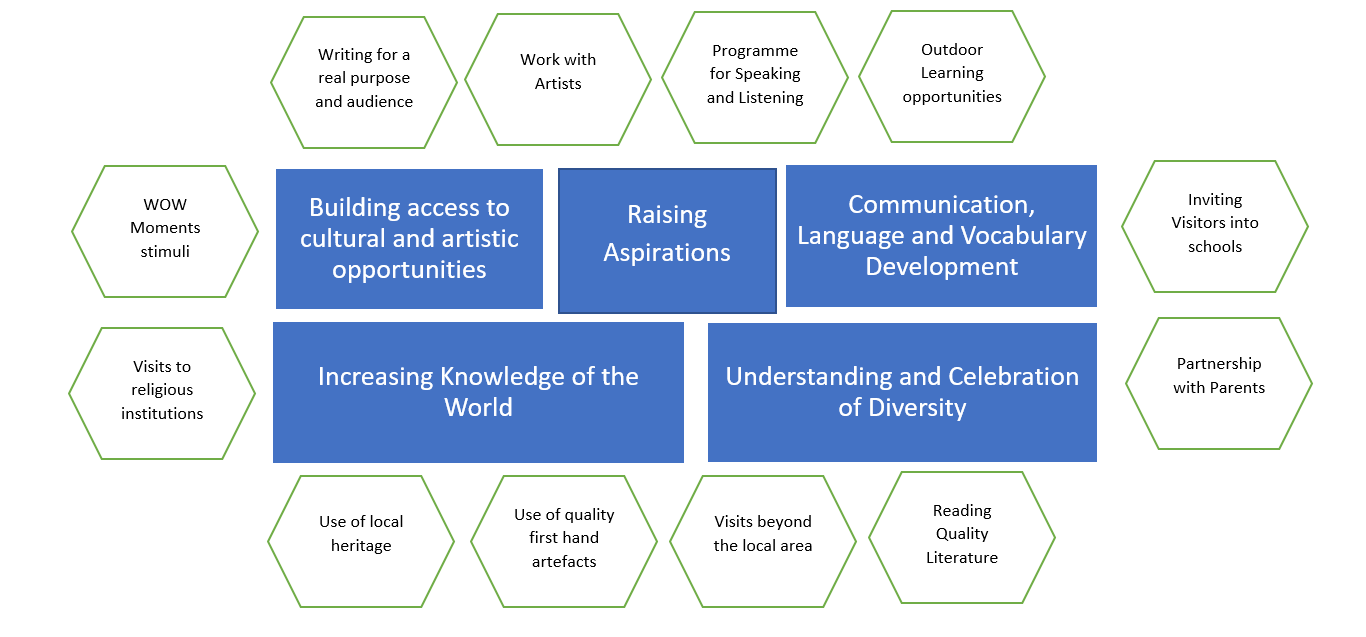 Writing for a
real purpose
and audience
Work with
Artists
Programme
for Speaking
and Listening
Outdoor
Learning
opportunities
WOW
Moments
stimuli
Building access to
cultural and artistic
opportunities
Raising
Aspirations
Communication,
Language and Vocabulary
Development
Inviting
Visitors into
schools
Visits to
religious
institutions
Increasing Knowledge of the
World
Understanding and Celebration
of Diversity
Partnership
with Parents
Use of local
heritage
Use of quality
first hand
artefacts
Visits beyond
the local area
Reading
Quality
Literature